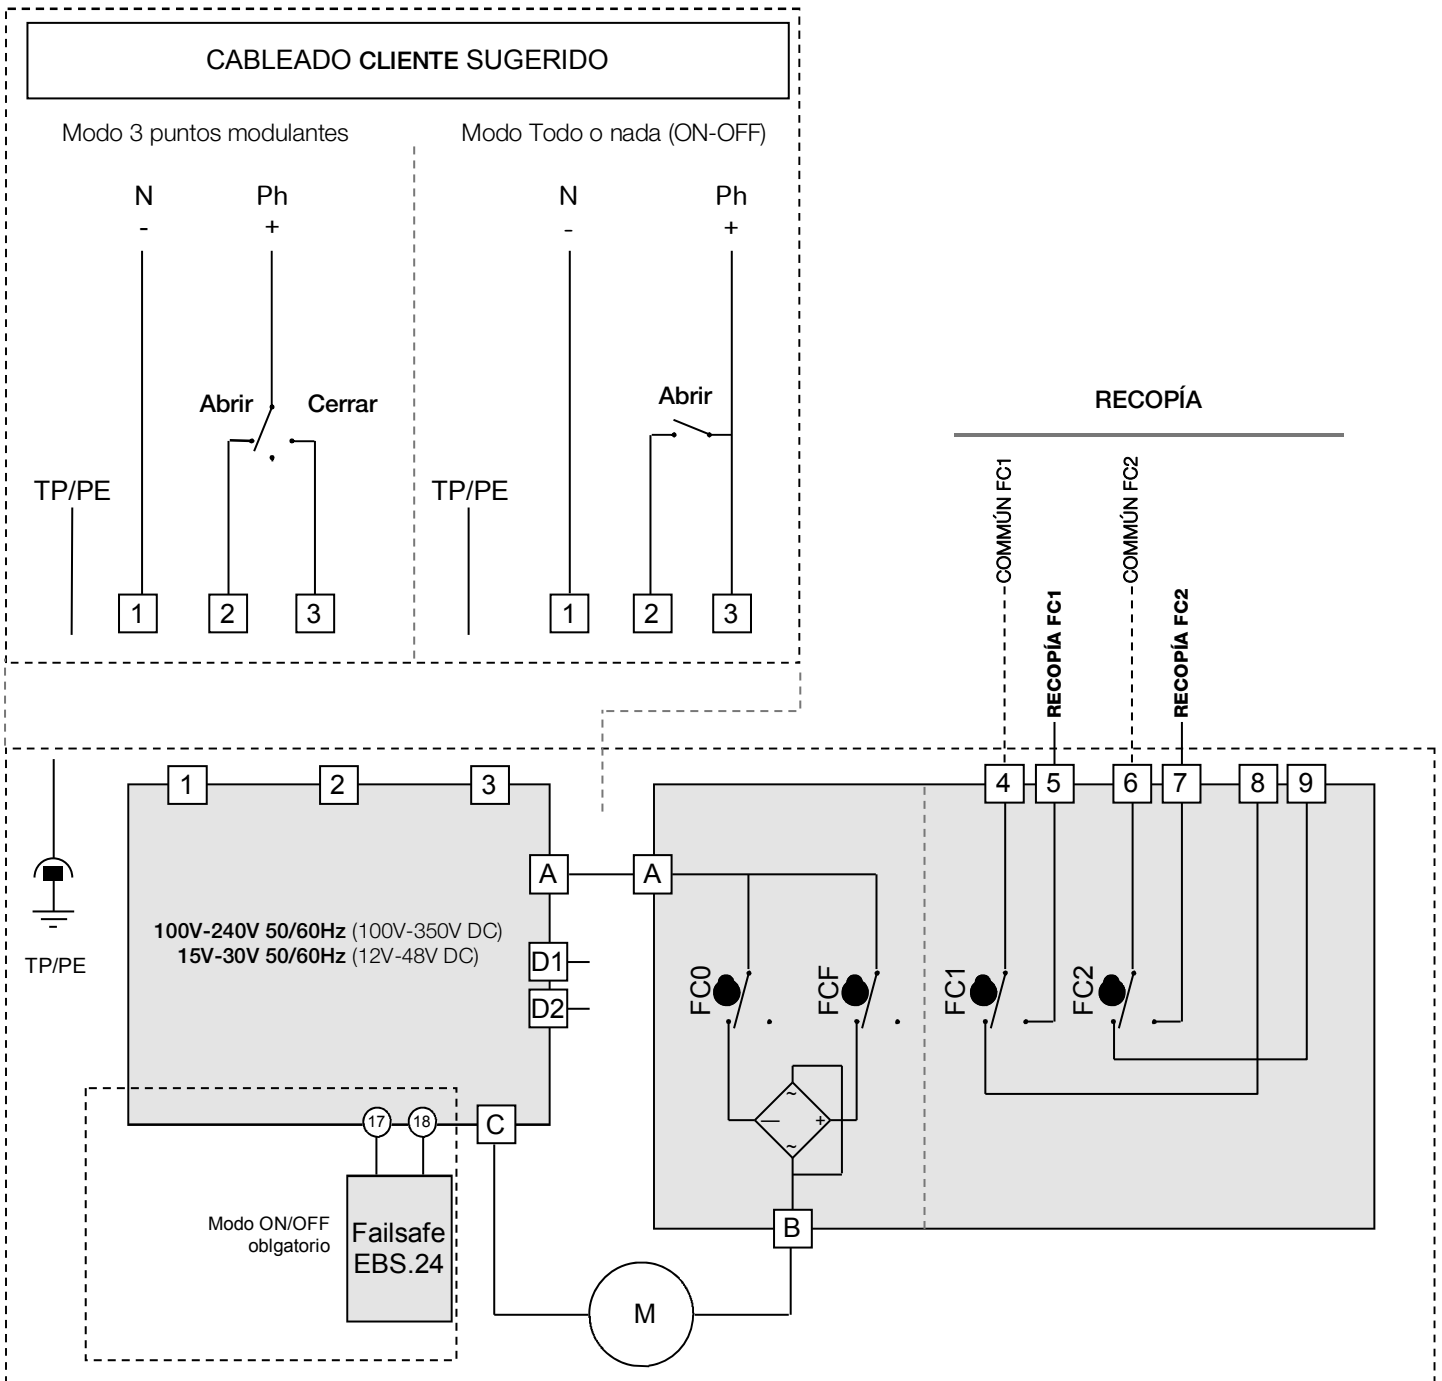 CABLEADO CLIENTE SUGERIDO
Modo 3 puntos modulantes
Modo Todo o nada (ON-OFF)
N
Ph
N
Ph
-
+
-
+
Abrir
Cerrar
Abrir
TP/PE
TP/PE
1
2
3
1
2
3
RECOPÍA
COMMÚN FC1
RECOPÍA FC1
COMMÚN FC2
RECOPÍA FC2
1
2
3
4
5
6
7
8
9
A
A
100V-240V 50/60Hz (100V-350V DC)
15V-30V 50/60Hz (12V-48V DC)
TP/PE
D1
D2
FC0
FCF
FC1
FC2
~
—
+
~
17
18
C
Modo ON/OFF
oblgatorio
Failsafe
EBS.24
B
M